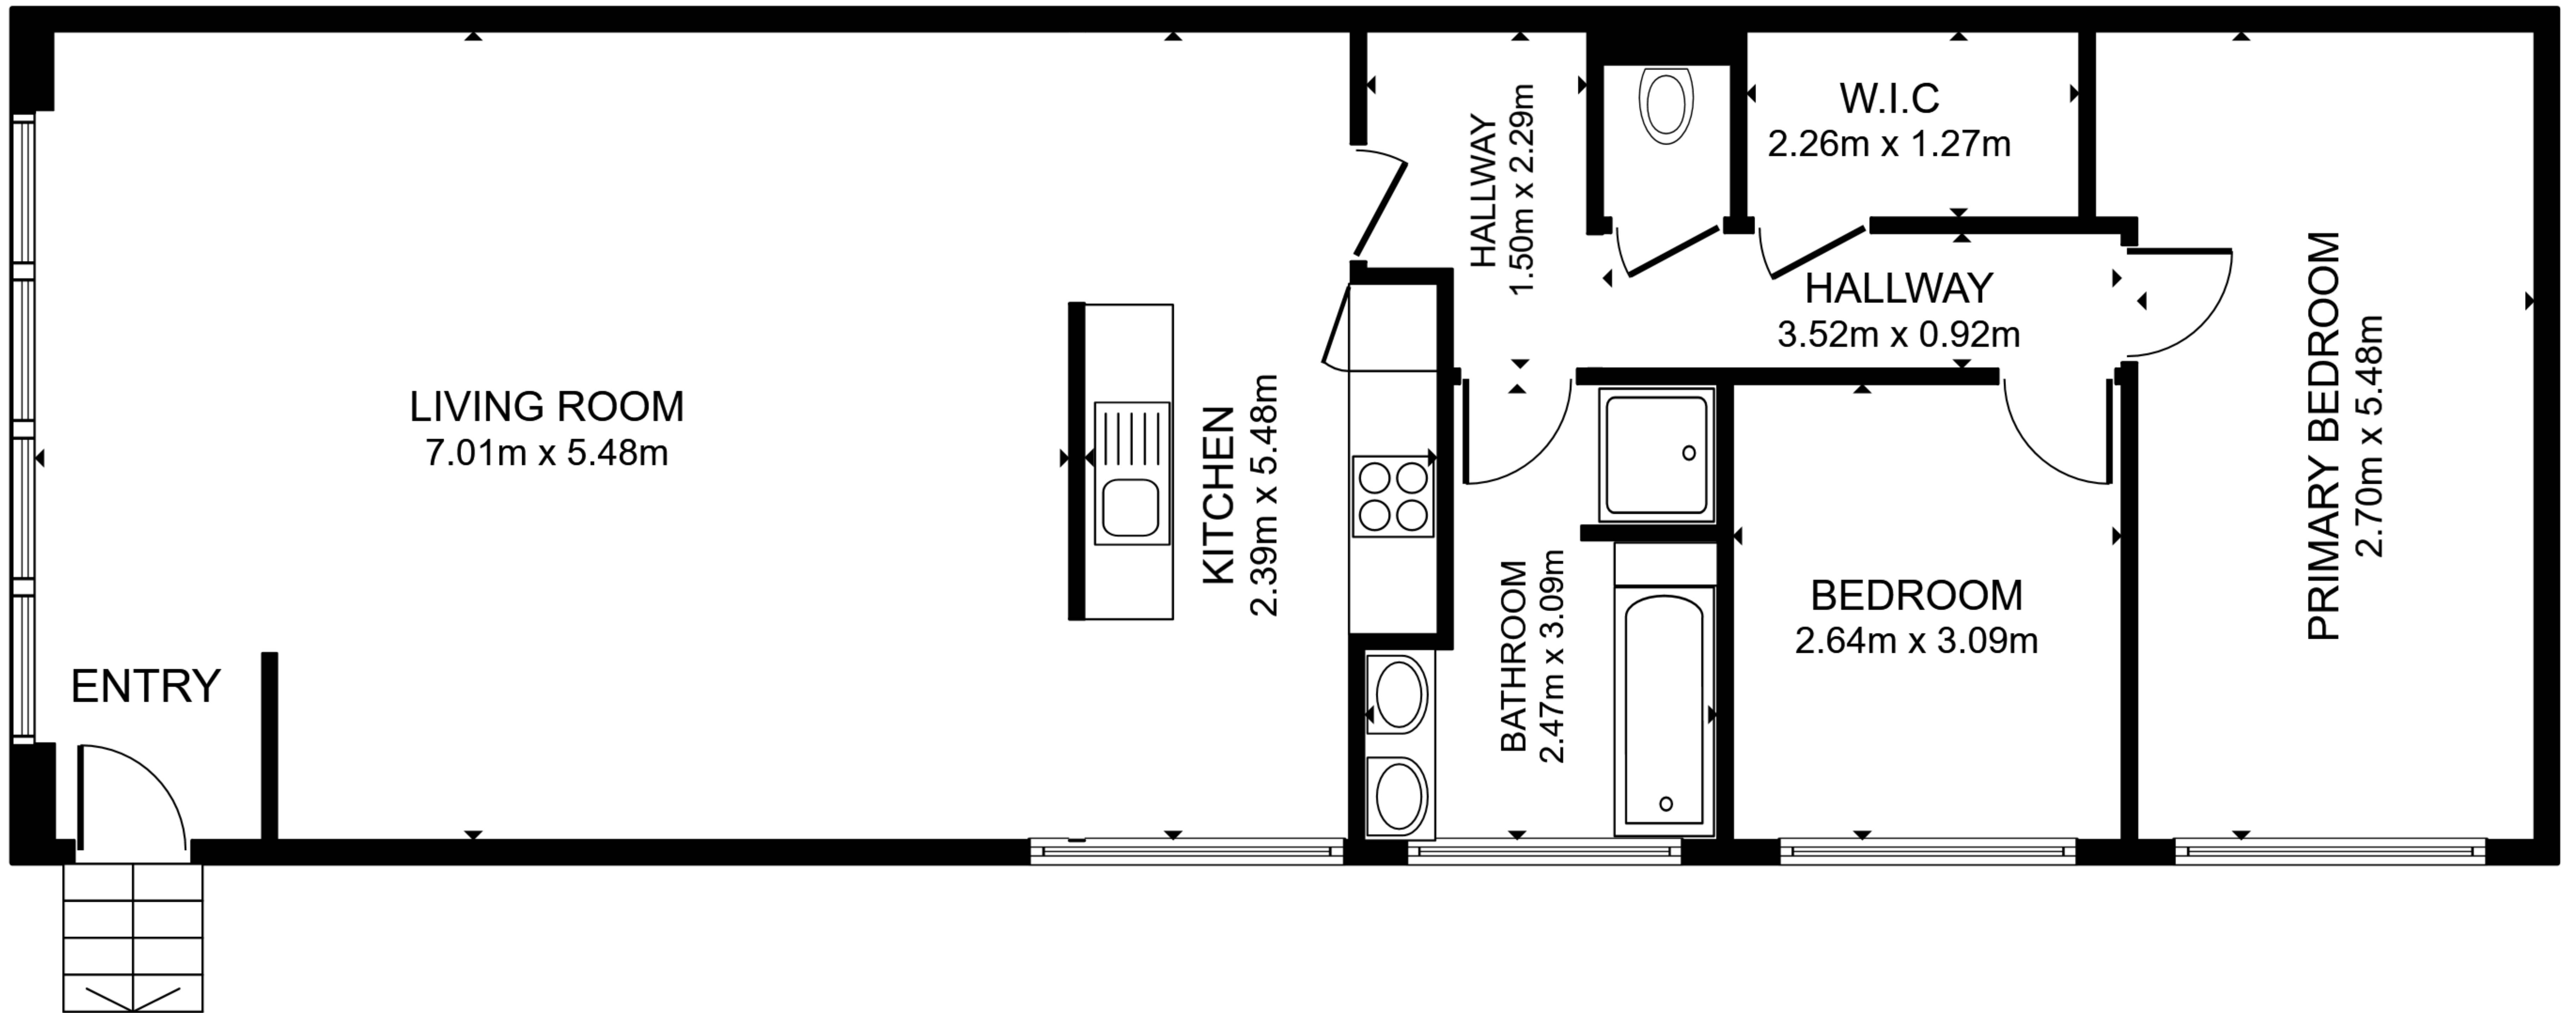 LIVING ROOM
7.01m x 5.48m
ENTRY
KITCHEN
2.39m x 5.48m
HALLWAY
1.50m x 2.29m
W.I.C
2.26m x 1.27m
HALLWAY
3.52m x 0.92m
BATHROOM
2.47m x 3.09m
BEDROOM
2.64m x 3.09m
PRIMARY BEDROOM
2.70m x 5.48m